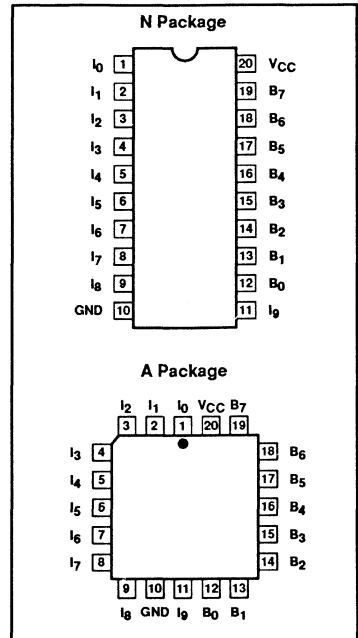 N Package
I0 1 20 VCC
I1 2 19 B7
I2 3 18 B6
I3 4 17 B5
I4 5 16 B4
I5 6 15 B3
I6 7 14 B2
I7 8 13 B1
I8 9 12 B0
GND 10 11 I9
A Package
I2 I1 I0 VCC B7
3 2 1 20 19
I3 4 18 B6
I4 5 17 B5
I5 6 16 B4
I6 7 15 B3
I7 8 14 B2
9 10 11 12 13
I8 GND I9 B0 B1